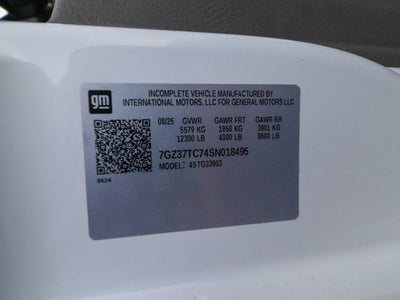 gm
INCOMPLETE VEHICLE MANUFACTURED BY
INTERNATIONAL MOTORS, LLC FOR GENERAL MOTORS LLC
08/25 GVWR GAWR FRT GAWR RR
5579 KG 1950 KG 3901 KG
12300 LB 4300 LB 8600 LB
7GZ37TC74SN018495
MODEL: 45TG33903
8624